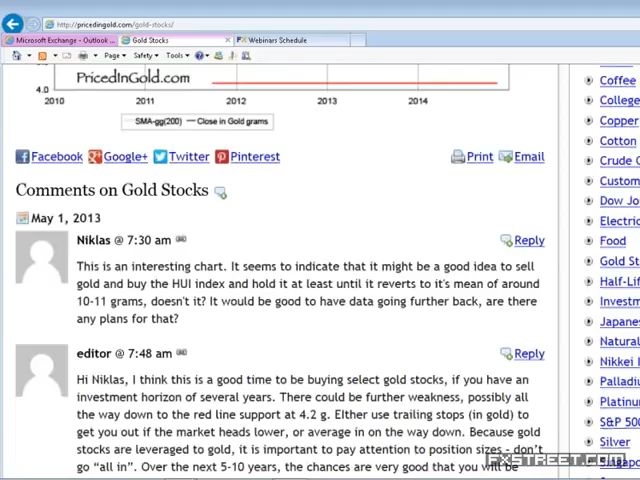 http://pricedingold.com/gold-stocks/
Microsoft Exchange - Outlook ...
Gold Stocks
Webinars Schedule
Page
Safety
Tools
PricedInGold.com
4.0
2010 2011 2012 2013 2014
SMA-gg(200) Close in Gold grams
Facebook Google+ Twitter Pinterest Print Email
Comments on Gold Stocks
May 1, 2013
Niklas @ 7:30 am Reply
This is an interesting chart. It seems to indicate that it might be a good idea to sell
gold and buy the HUI index and hold it at least until it reverts to it's mean of around
10-11 grams, doesn't it? It would be good to have data going further back, are there
any plans for that?
editor @ 7:48 am Reply
Hi Niklas, I think this is a good time to be buying select gold stocks, if you have an
investment horizon of several years. There could be further weakness, possibly all
the way down to the red line support at 4.2 g. EIther use trailing stops (in gold) to
get you out if the market heads lower, or average in on the way down. Because gold
stocks are leveraged to gold, it is important to pay attention to position sizes – don't
go "all in". Over the next 5-10 years, the chances are very good that you will be
Coffee
College
Copper
Cotton
Crude O
Custom
Dow Jo
Electri
Food
Gold St
Half-Li
Investm
Japane
Natural
Nikkei I
Palladiu
Platinu
S&P 500
Silver
Singapo
FXSTREET.COM